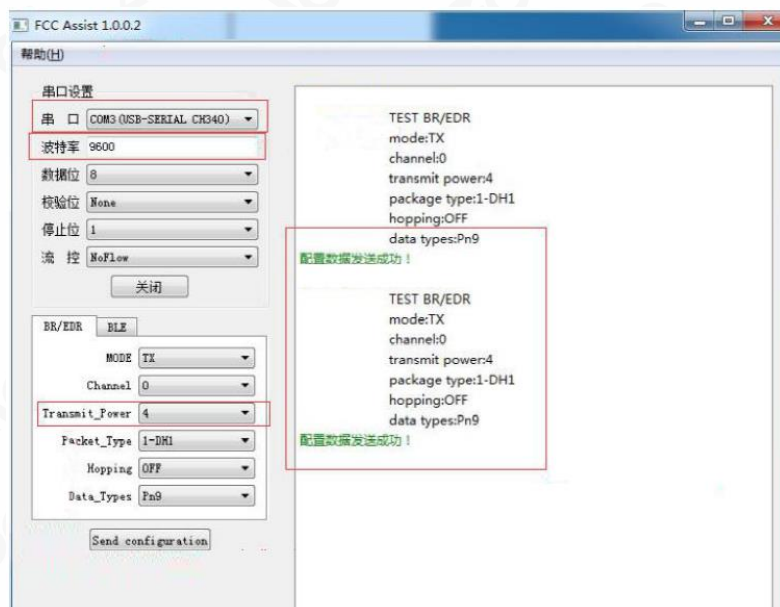 FCC Assist 1.0.0.2
帮助(H)
串口设置
串 口 COM3(USB-SERIAL CH340)
波特率 9600
数据位 8
校验位 None
停止位 1
流 控 NoFlow
关闭
BR/EDR BLE
MODE TX
Channel 0
Transmit_Power 4
Packet_Type 1-DH1
Hopping OFF
Data_Types Pn9
Send configuration
TEST BR/EDR
mode:TX
channel:0
transmit power:4
package type:1-DH1
hopping:OFF
data types:Pn9
配置数据发送成功！
TEST BR/EDR
mode:TX
channel:0
transmit power:4
package type:1-DH1
hopping:OFF
data types:Pn9
配置数据发送成功！